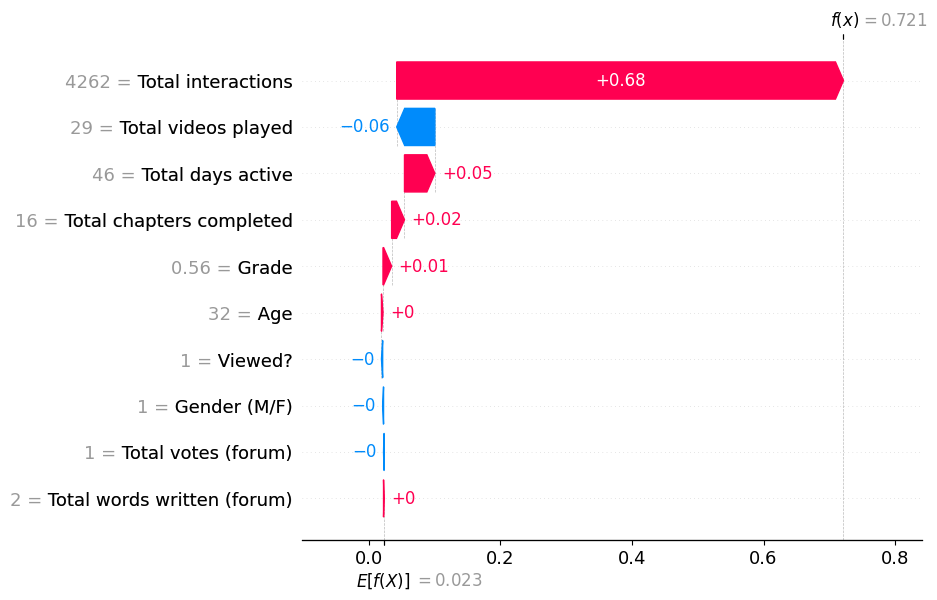 f(x) = 0.721
4262 = Total interactions +0.68
29 = Total videos played −0.06
46 = Total days active +0.05
16 = Total chapters completed +0.02
0.56 = Grade +0.01
32 = Age +0
1 = Viewed? −0
1 = Gender (M/F) −0
1 = Total votes (forum) −0
2 = Total words written (forum) +0
0.0 0.2 0.4 0.6 0.8
E[f(X)] = 0.023